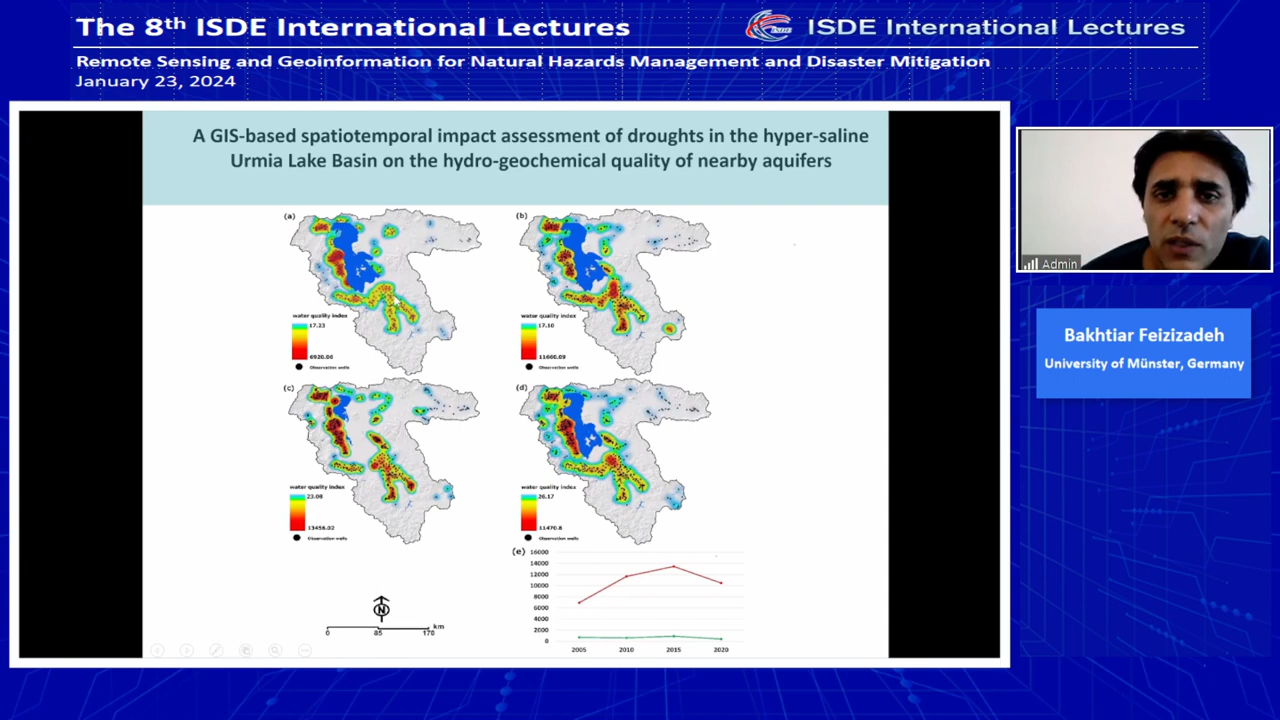 The 8th ISDE International Lectures
ISDE
ISDE International Lectures
Remote Sensing and Geoinformation for Natural Hazards Management and Disaster Mitigation
January 23, 2024
A GIS-based spatiotemporal impact assessment of droughts in the hyper-saline
Urmia Lake Basin on the hydro-geochemical quality of nearby aquifers
Admin
Bakhtiar Feizizadeh
University of Münster, Germany
(a)
water quality index
17.23
6920.06
Observation wells
(b)
water quality index
17.10
11666.09
Observation wells
(c)
water quality index
23.08
13458.02
Observation wells
(d)
water quality index
26.17
11470.8
Observation wells
N
0 85 170 km
(e)
16000
14000
12000
10000
8000
6000
4000
2000
0
2005 2010 2015 2020